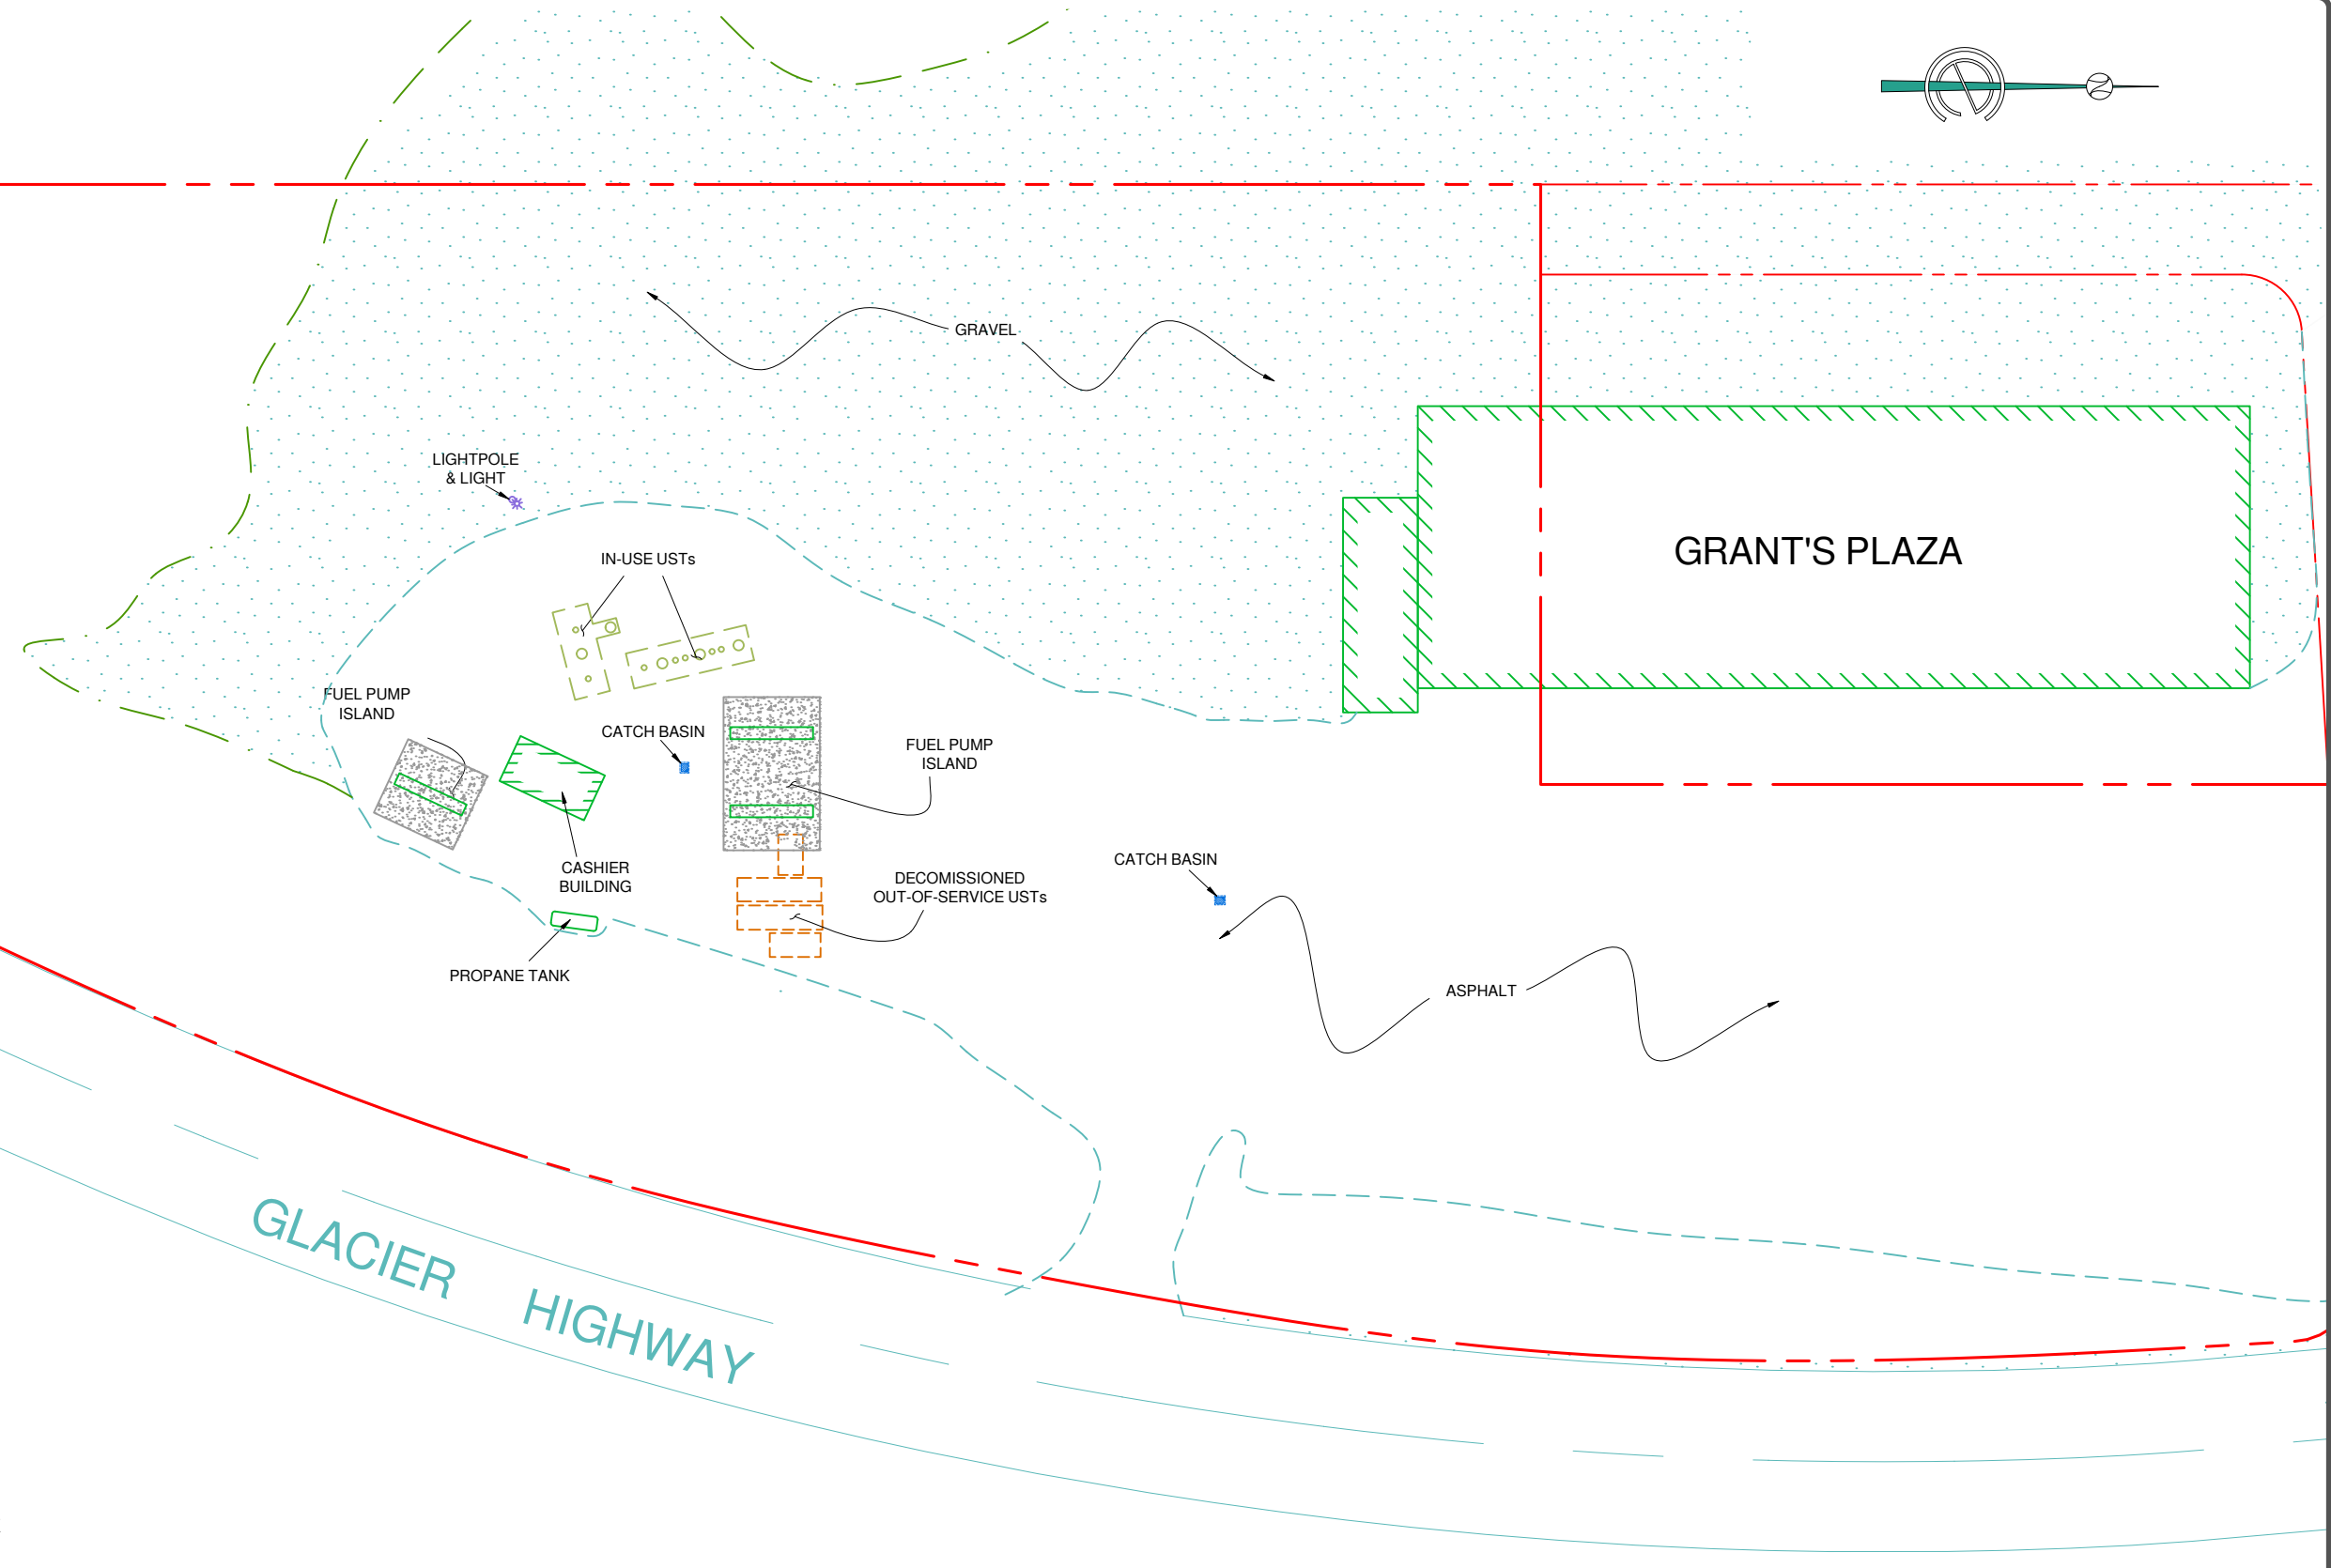 GRAVEL
LIGHTPOLE
& LIGHT
GRANT'S PLAZA
IN-USE USTs
FUEL PUMP
ISLAND
CATCH BASIN
FUEL PUMP
ISLAND
CASHIER
BUILDING
DECOMISSIONED
OUT-OF-SERVICE USTs
CATCH BASIN
PROPANE TANK
ASPHALT
GLACIER HIGHWAY